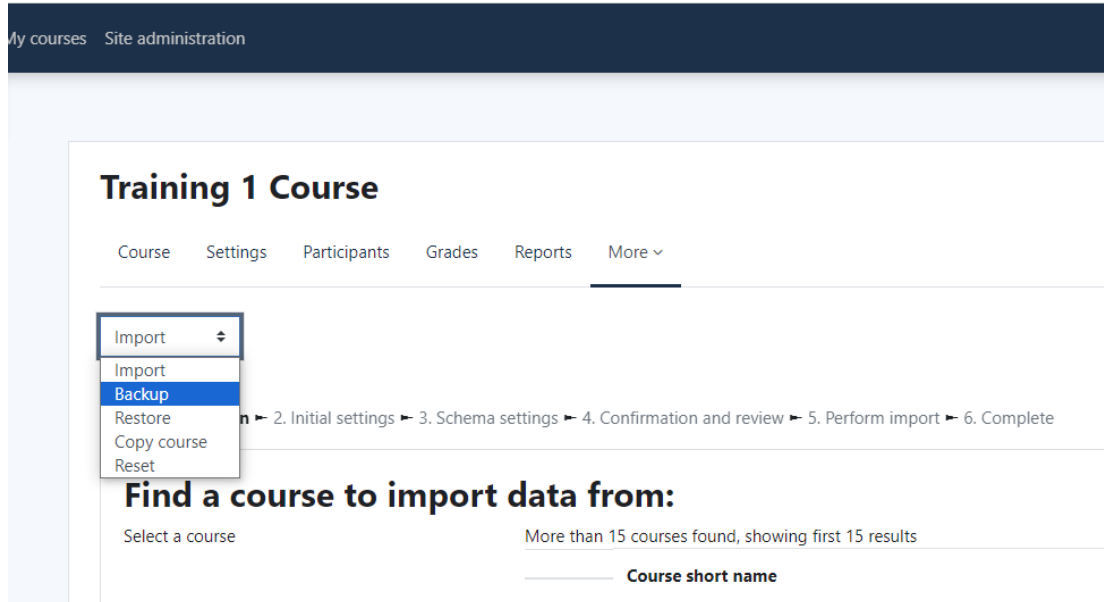 My courses Site administration
Training 1 Course
Course Settings Participants Grades Reports More
Import
Import
Backup
Restore
n ► 2. Initial settings ► 3. Schema settings ► 4. Confirmation and review ► 5. Perform import ► 6. Complete
Copy course
Reset
Find a course to import data from:
Select a course More than 15 courses found, showing first 15 results
Course short name